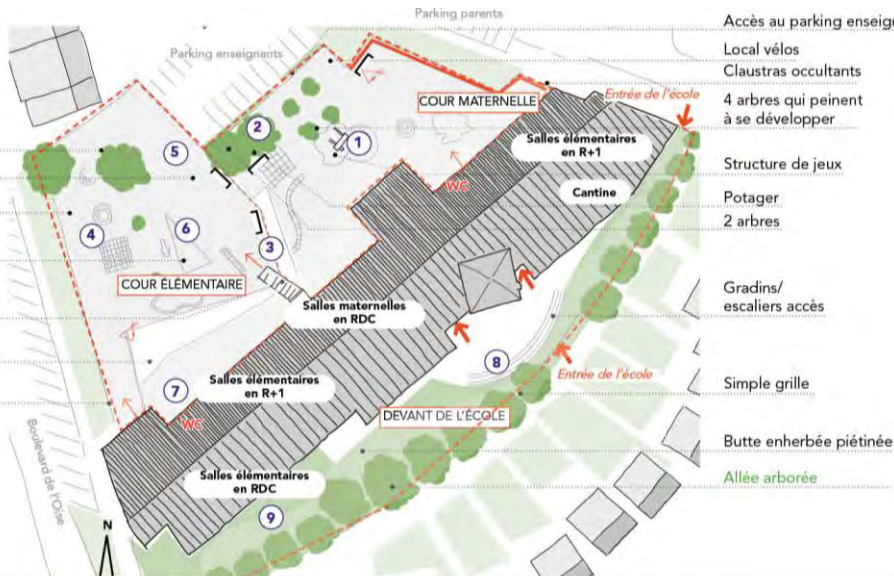 Parking parents
Accès au parking enseig
Parking enseignants
Local vélos
Claustras occultants
COUR MATERNELLE
Entrée de l'école
4 arbres qui peinent
à se développer
2
1
Salles élémentaires
en R+1
5
Structure de jeux
WC
Cantine
Potager
4
6
2 arbres
3
COUR ÉLÉMENTAIRE
Gradins/
escaliers accès
Salles maternelles
en RDC
8
Entrée de l'école
Simple grille
7
Salles élémentaires
en R+1
WC
DEVANT DE L'ÉCOLE
Boulevard de l'Oise
Butte enherbée piétinée
Allée arborée
Salles élémentaires
en RDC
9
N